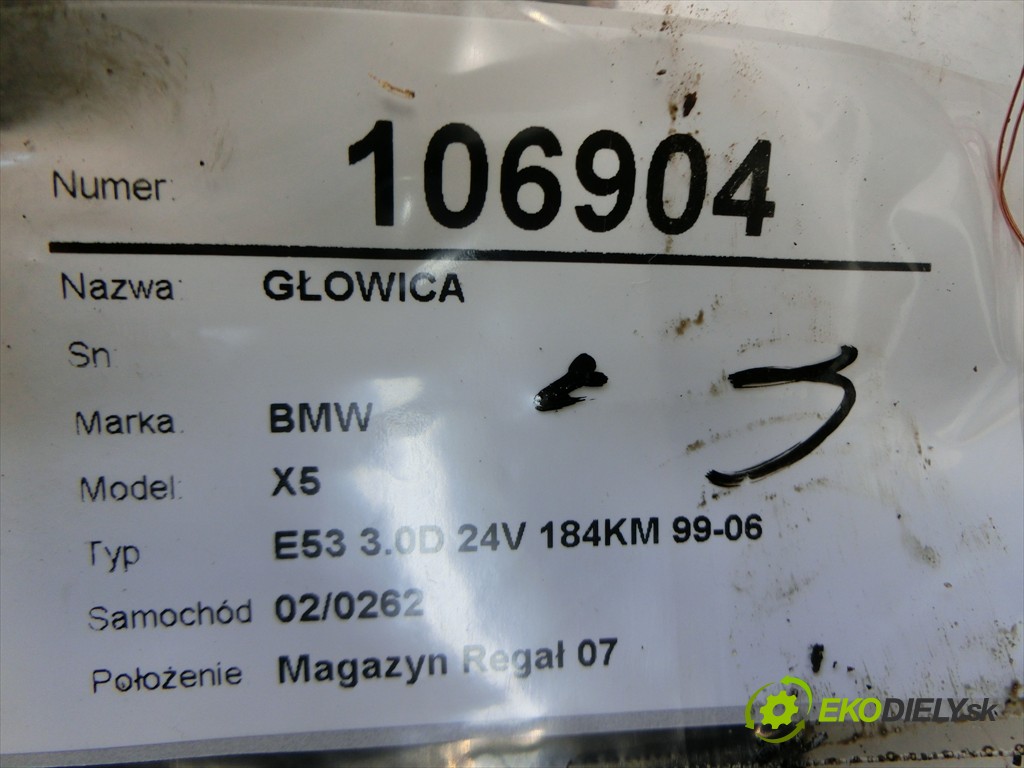 Numer: 106904
Nazwa: GŁOWICA
Sn:
Marka: BMW
Model: X5
Typ E53 3.0D 24V 184KM 99-06
Samochód 02/0262
Położenie Magazyn Regał 07
EKODIELY.sk